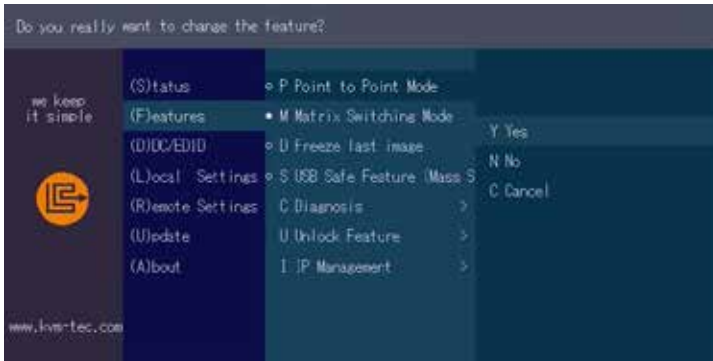 Do you really want to change the feature?
we keep
it simple
www.kvm-tec.com
(S)tatus
(F)eatures
(D)DC/EDID
(L)ocal Settings
(R)emote Settings
(U)pdate
(A)bout
P Point to Point Mode
M Matrix Switching Mode
D Freeze last image
S USB Safe Feature (Mass S
C Diagnosis >
U Unlock Feature >
I IP Management >
Y Yes
N No
C Cancel